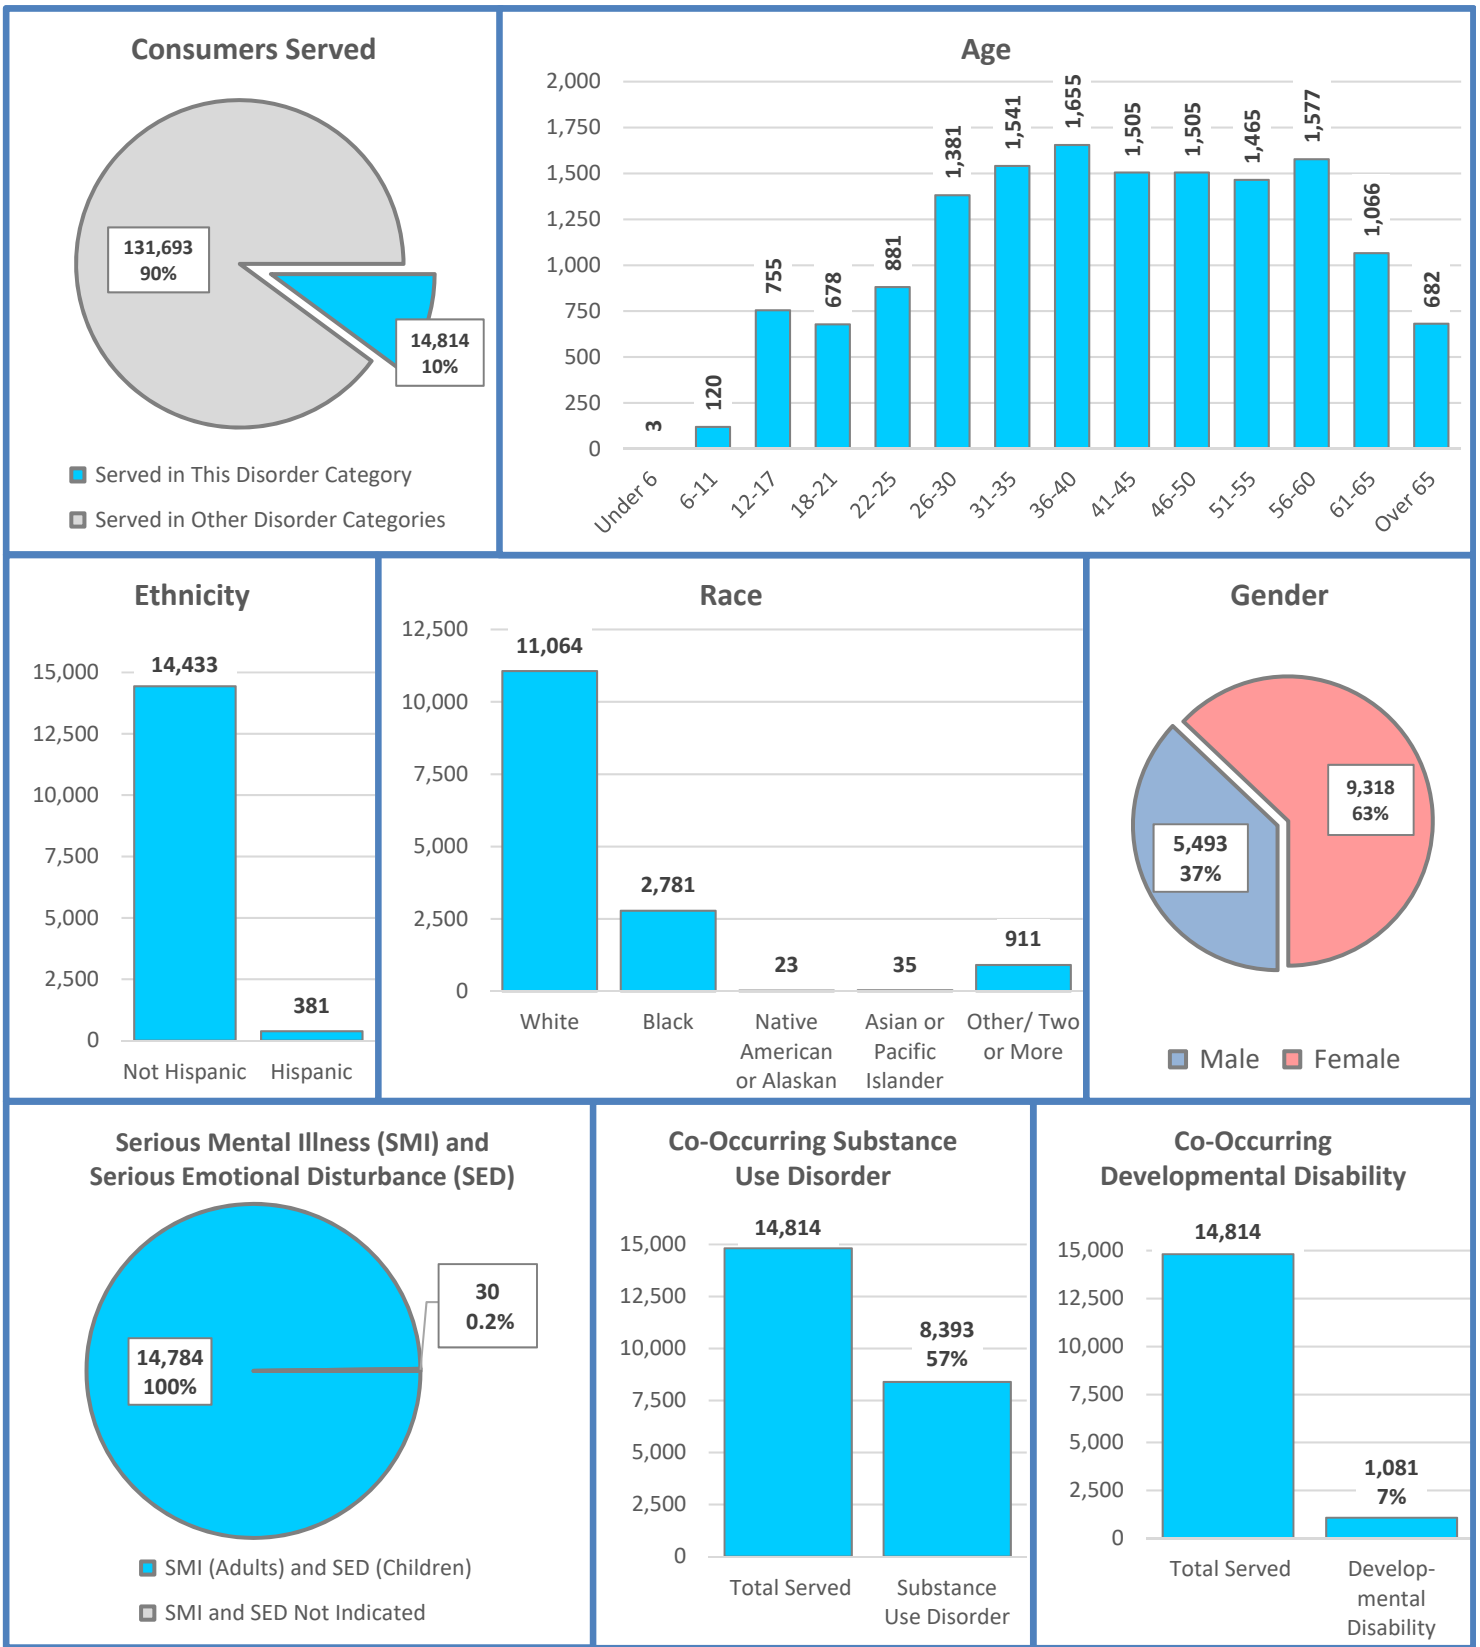 Consumers Served
131,693
90%
14,814
10%
Served in This Disorder Category
Served in Other Disorder Categories
Age
2,000
1,750
1,500
1,250
1,000
750
500
250
0
3
120
755
678
881
1,381
1,541
1,655
1,505
1,505
1,465
1,577
1,066
682
Under 6
6-11
12-17
18-21
22-25
26-30
31-35
36-40
41-45
46-50
51-55
56-60
61-65
Over 65
Ethnicity
15,000
12,500
10,000
7,500
5,000
2,500
0
14,433
381
Not Hispanic
Hispanic
Race
12,500
10,000
7,500
5,000
2,500
0
11,064
2,781
23
35
911
White
Black
Native
American
or Alaskan
Asian or
Pacific
Islander
Other/ Two
or More
Gender
9,318
63%
5,493
37%
Male
Female
Serious Mental Illness (SMI) and
Serious Emotional Disturbance (SED)
30
0.2%
14,784
100%
SMI (Adults) and SED (Children)
SMI and SED Not Indicated
Co-Occurring Substance
Use Disorder
15,000
12,500
10,000
7,500
5,000
2,500
0
14,814
8,393
57%
Total Served
Substance
Use Disorder
Co-Occurring
Developmental Disability
15,000
12,500
10,000
7,500
5,000
2,500
0
14,814
1,081
7%
Total Served
Develop-
mental
Disability